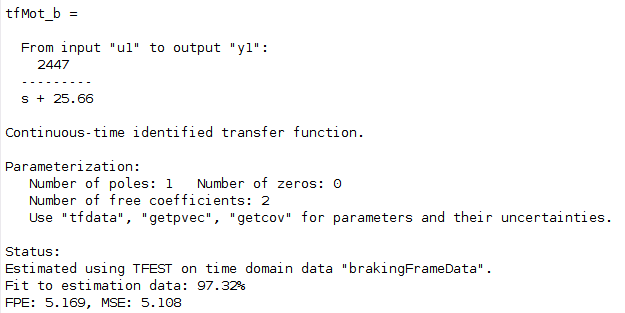 tfMot_b =
From input "u1" to output "y1":
2447
---------
s + 25.66
Continuous-time identified transfer function.
Parameterization:
Number of poles: 1   Number of zeros: 0
Number of free coefficients: 2
Use "tfdata", "getpvec", "getcov" for parameters and their uncertainties.
Status:
Estimated using TFEST on time domain data "brakingFrameData".
Fit to estimation data: 97.32%
FPE: 5.169, MSE: 5.108